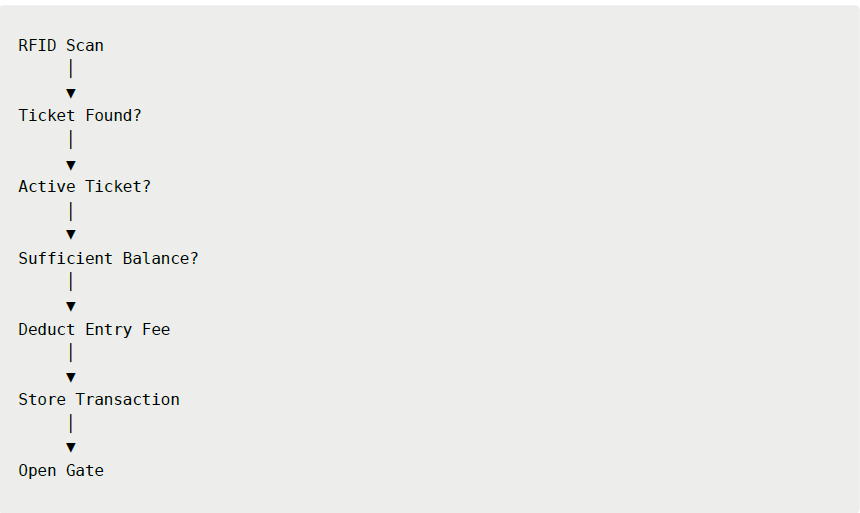 RFID Scan
│
▼
Ticket Found?
│
▼
Active Ticket?
│
▼
Sufficient Balance?
│
▼
Deduct Entry Fee
│
▼
Store Transaction
│
▼
Open Gate